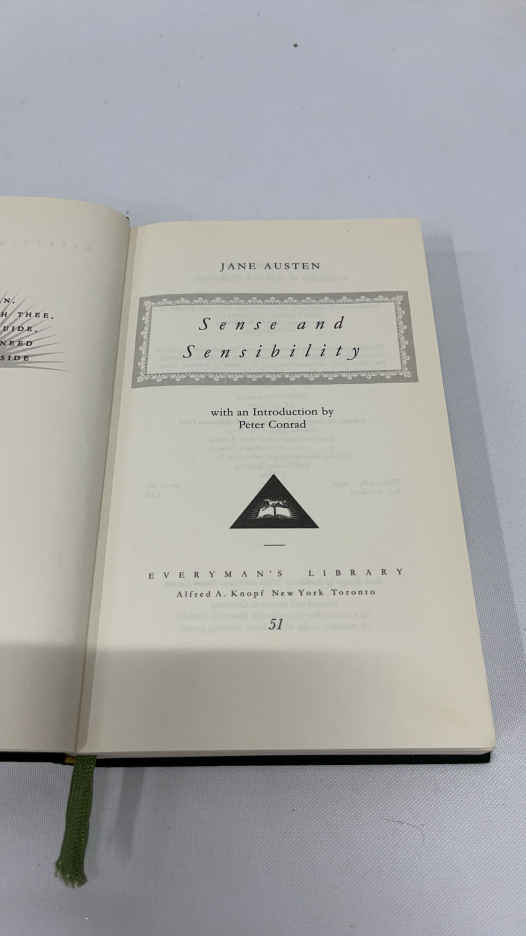 N.
H THEE,
UIDE,
NEED
SIDE
JANE AUSTEN
Sense and
Sensibility
with an Introduction by
Peter Conrad
EVERYMAN'S LIBRARY
Alfred A. Knopf New York Toronto
51